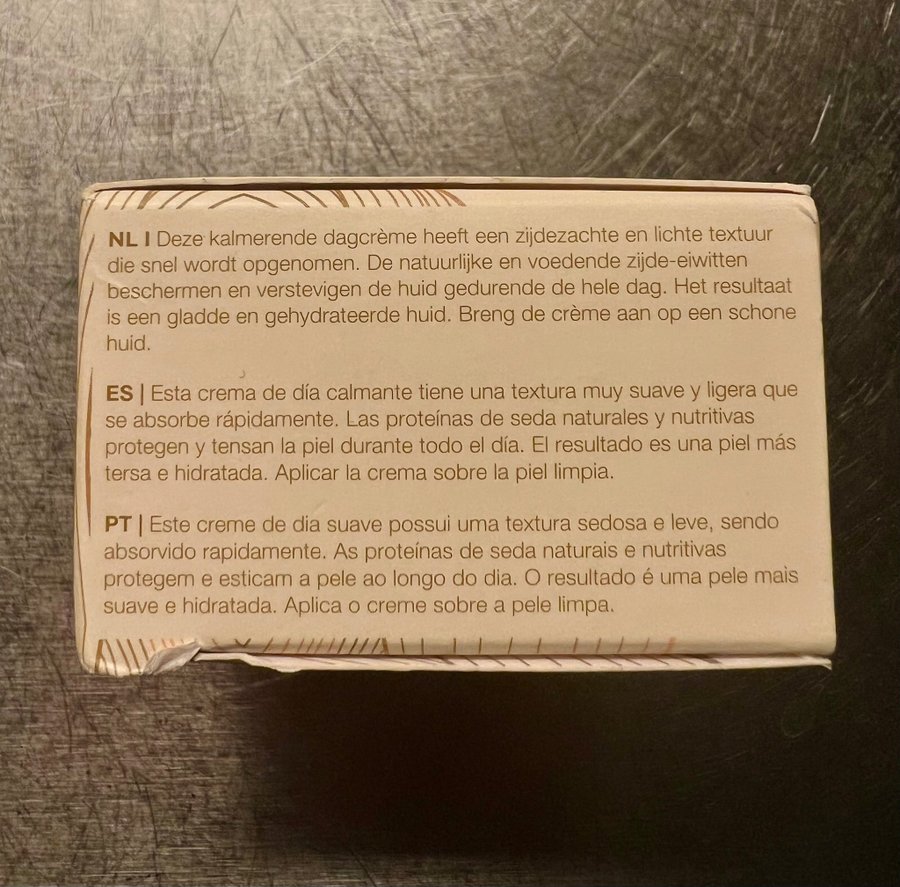 NL I Deze kalmerende dagcrème heeft een zijdezachte en lichte textuur
die snel wordt opgenomen. De natuurlijke en voedende zijde-eiwitten
beschermen en verstevigen de huid gedurende de hele dag. Het resultaat
is een gladde en gehydrateerde huid. Breng de crème aan op een schone
huid.
ES | Esta crema de día calmante tiene una textura muy suave y ligera que
se absorbe rápidamente. Las proteínas de seda naturales y nutritivas
protegen y tensan la piel durante todo el día. El resultado es una piel más
tersa e hidratada. Aplicar la crema sobre la piel limpia.
PT | Este creme de dia suave possui uma textura sedosa e leve, sendo
absorvido rapidamente. As proteínas de seda naturais e nutritivas
protegem e esticam a pele ao longo do dia. O resultado é uma pele mais
suave e hidratada. Aplica o creme sobre a pele limpa.